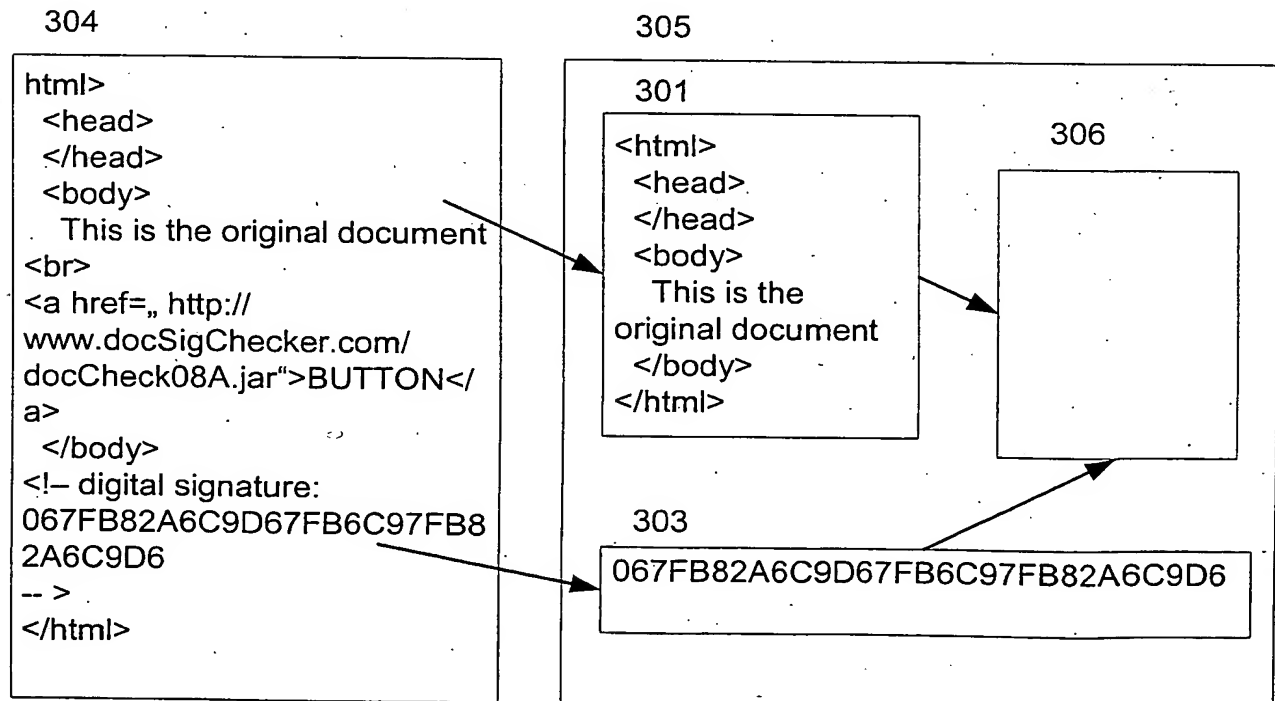 304
html>
<head>
</head>
<body>
This is the original document
<br>
<a href=„ http://
www.docSigChecker.com/
docCheck08A.jar“>BUTTON</
a>
</body>
<!– digital signature:
067FB82A6C9D67FB6C97FB8
2A6C9D6
-- >
</html>
305
301
<html>
<head>
</head>
<body>
This is the
original document
</body>
</html>
306
303
067FB82A6C9D67FB6C97FB82A6C9D6